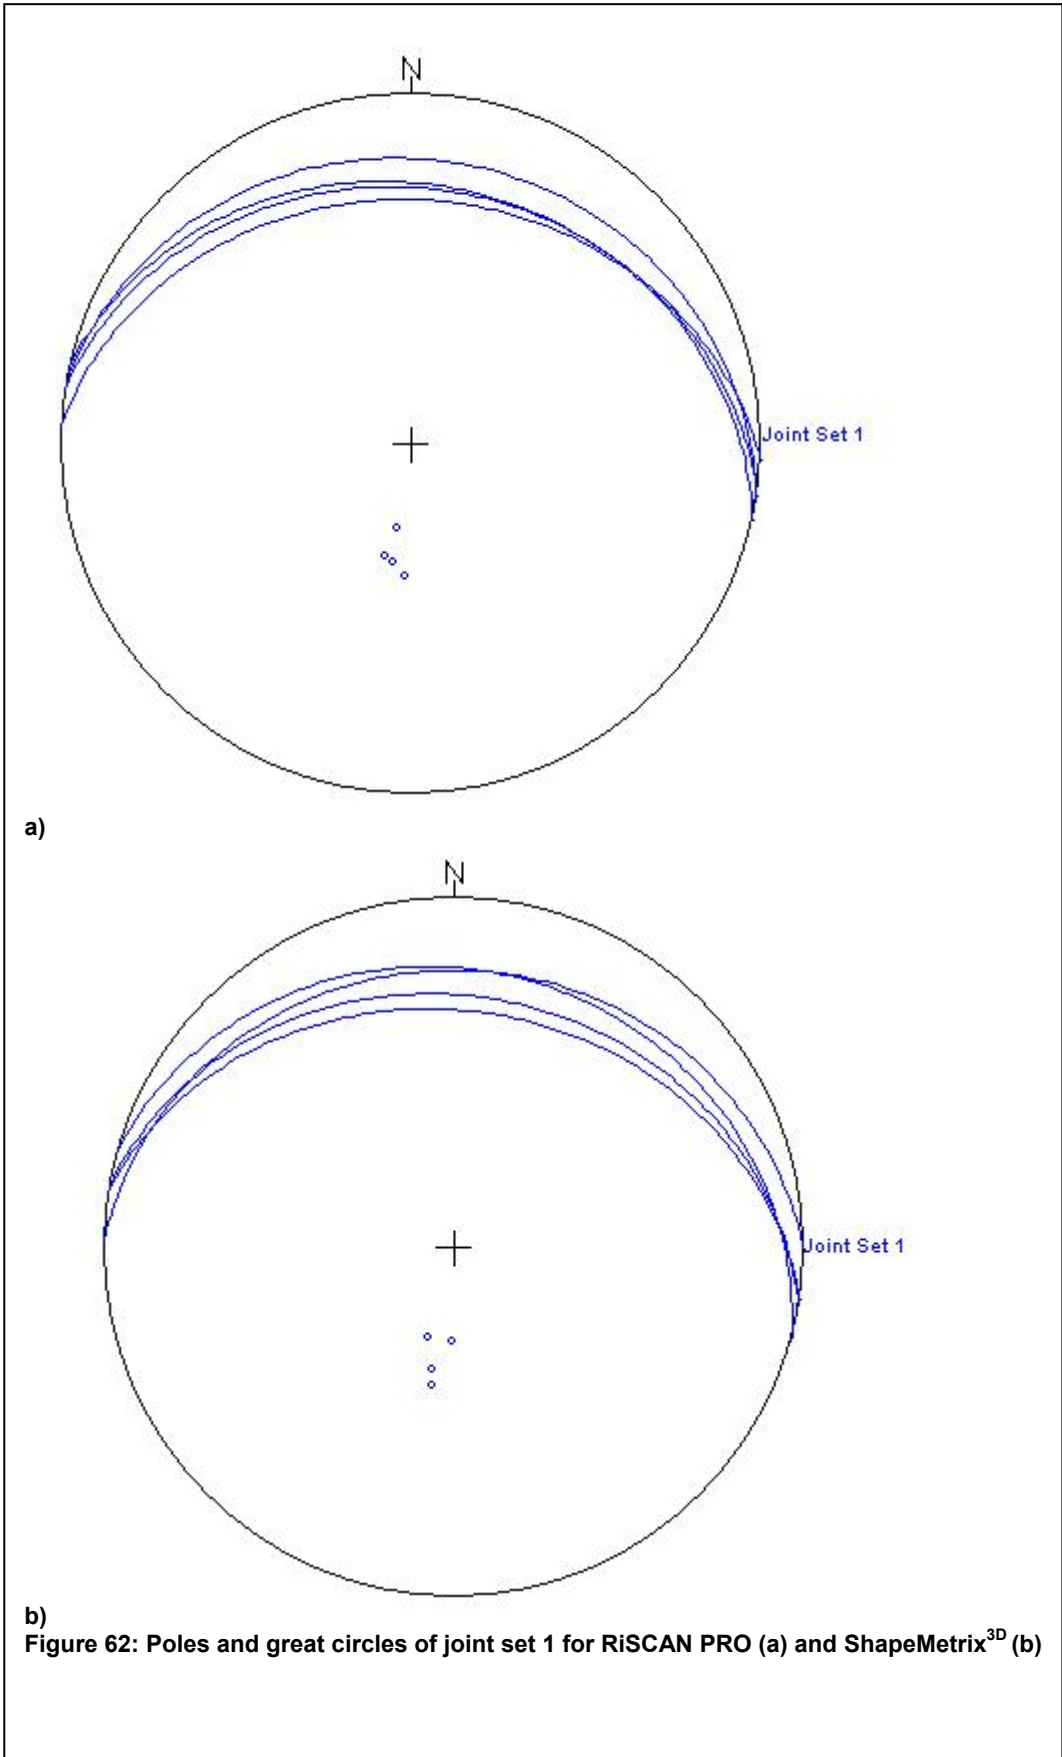 N
Joint Set 1
a)
N
Joint Set 1
b)
Figure 62: Poles and great circles of joint set 1 for RiSCAN PRO (a) and ShapeMetrix3D (b)